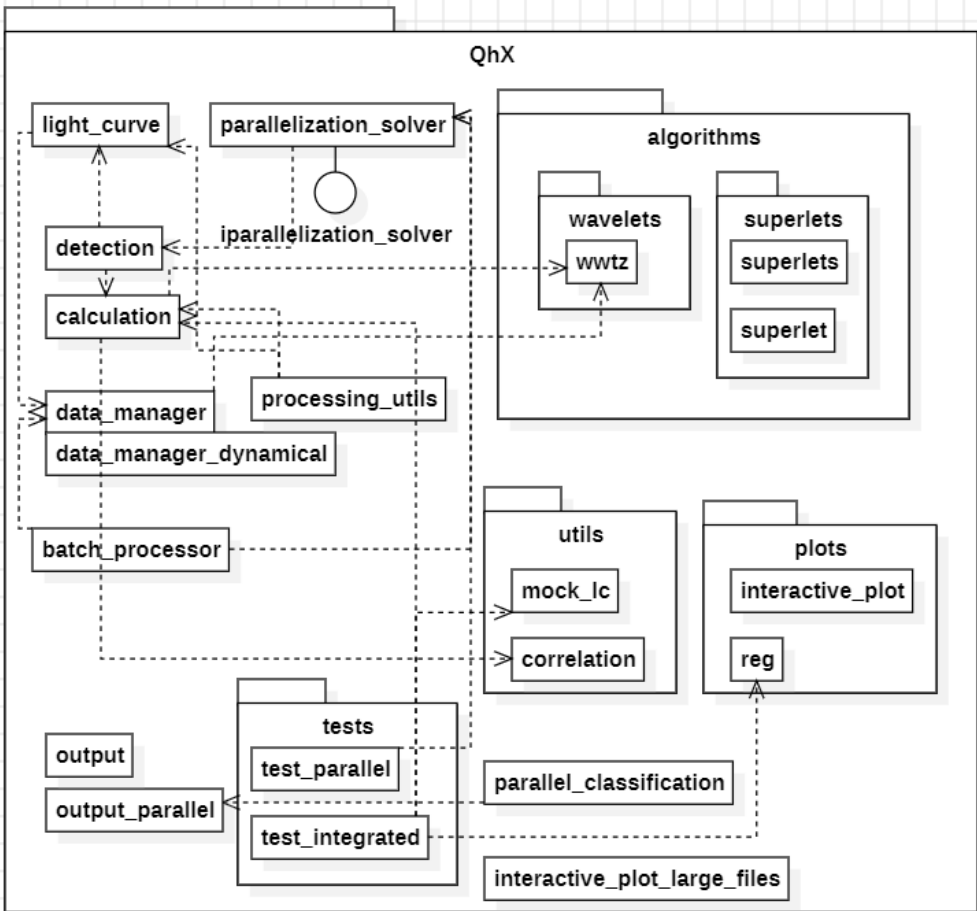 QhX
light_curve
parallelization_solver
algorithms
iparallelization_solver
detection
calculation
wavelets
wwtz
superlets
superlets
superlet
processing_utils
data_manager
data_manager_dynamical
batch_processor
utils
mock_lc
correlation
plots
interactive_plot
reg
tests
test_parallel
test_integrated
output
output_parallel
parallel_classification
interactive_plot_large_files